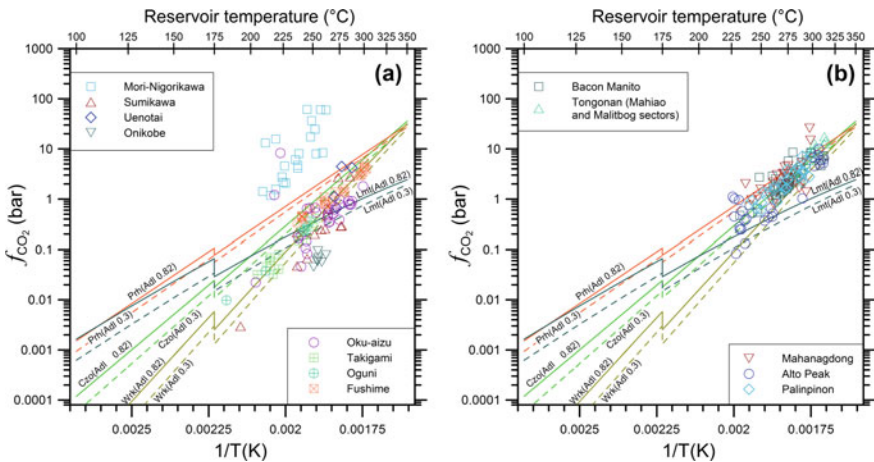 Reservoir temperature (°C)
100 125 150 175 200 225 250 275 300 325 350
1000
100
10
1
0.1
0.01
0.001
0.0001
fCO2 (bar)
(a)
Mori-Nigorikawa
Sumikawa
Uenotai
Onikobe
Lmt(Adl 0.82)
Lmt(Adl 0.3)
Prh(Adl 0.82)
Prh(Adl 0.3)
Czo(Adl 0.82)
Czo(Adl 0.3)
Wrk(Adl 0.82)
Wrk(Adl 0.3)
Oku-aizu
Takigami
Oguni
Fushime
0.0025 0.00225 0.002 0.00175
1/T(K)
Reservoir temperature (°C)
100 125 150 175 200 225 250 275 300 325 350
1000
100
10
1
0.1
0.01
0.001
0.0001
fCO2 (bar)
(b)
Bacon Manito
Tongonan (Mahiao
and Malitbog sectors)
Lmt(Adl 0.82)
Lmt(Adl 0.3)
Prh(Adl 0.82)
Prh(Adl 0.3)
Czo(Adl 0.82)
Czo(Adl 0.3)
Wrk(Adl 0.82)
Wrk(Adl 0.3)
Mahanagdong
Alto Peak
Palinpinon
0.0025 0.00225 0.002 0.00175
1/T(K)